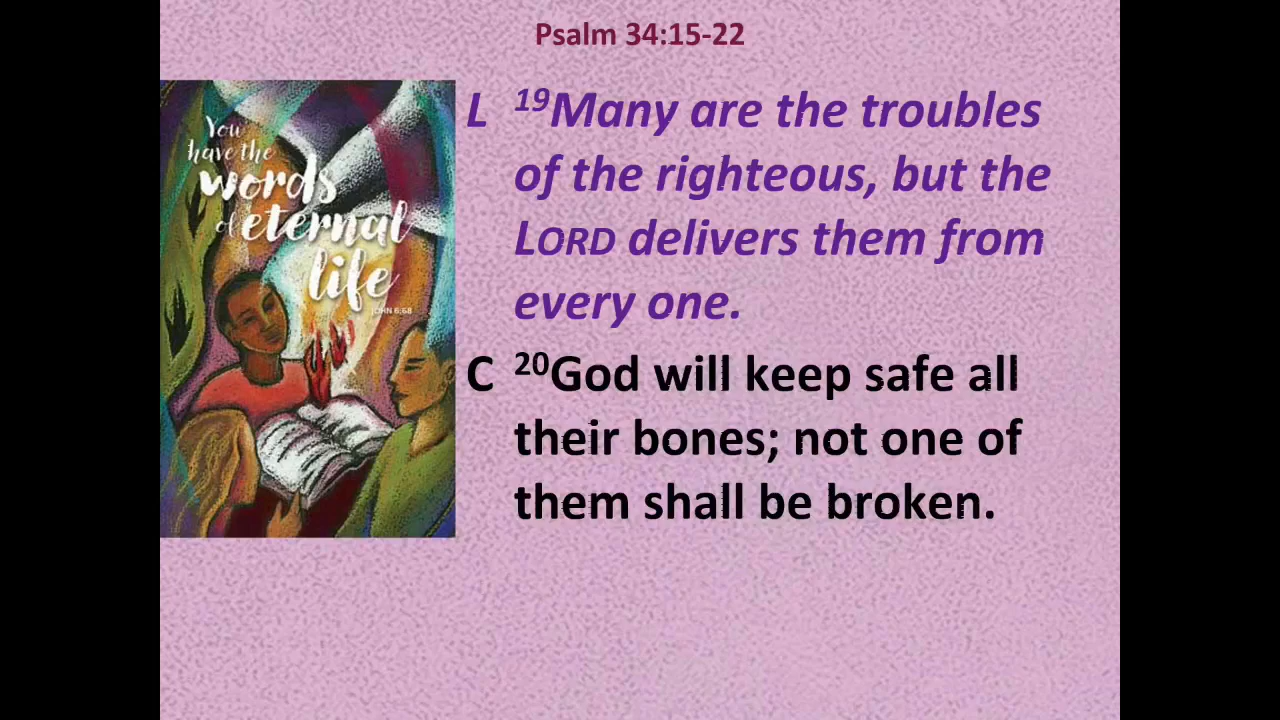 Psalm 34:15-22
You
have the
words
of eternal
life
JOHN 6:68
L ¹⁹Many are the troubles
of the righteous, but the
LORD delivers them from
every one.
C ²⁰God will keep safe all
their bones; not one of
them shall be broken.